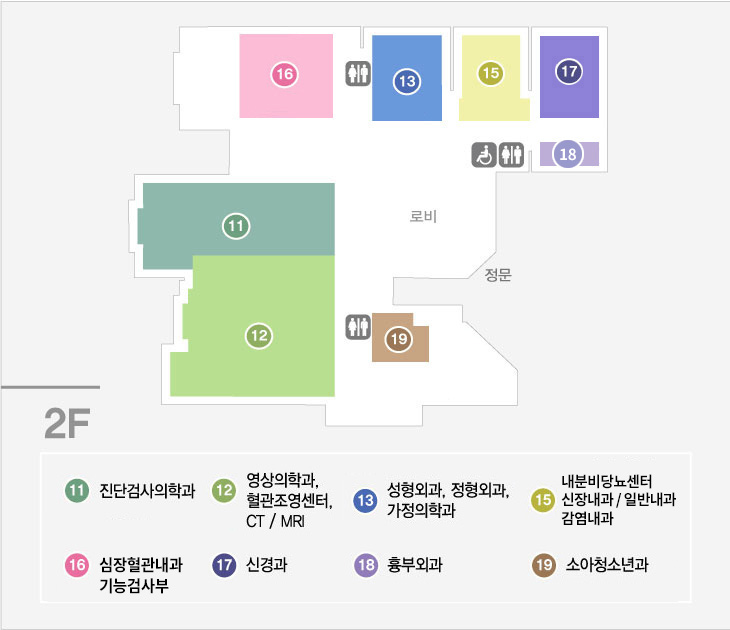 16
13
15
17
18
11
로비
정문
12
19
2F
11 진단검사의학과
12 영상의학과,
혈관조영센터,
CT / MRI
13 성형외과, 정형외과,
가정의학과
15 내분비당뇨센터
신장내과 / 일반내과
감염내과
16 심장혈관내과
기능검사부
17 신경과
18 흉부외과
19 소아청소년과